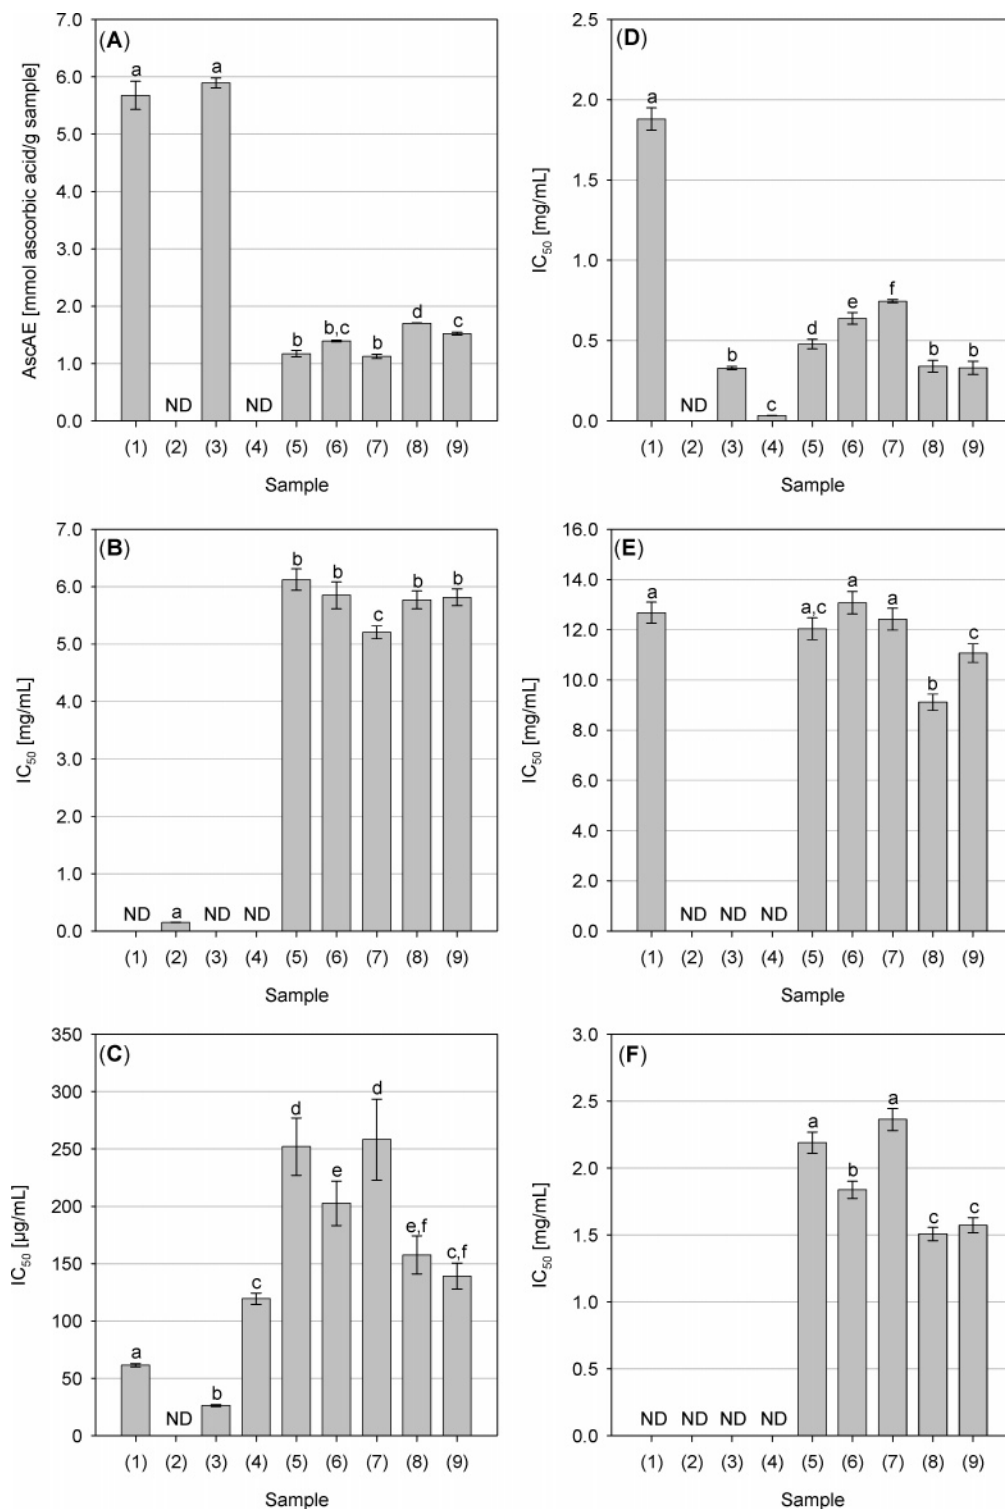 (A)
AscAE [mmol ascorbic acid/g sample]
7.0
6.0
5.0
4.0
3.0
2.0
1.0
0.0
a
ND
a
ND
b
b,c
b
d
c
(1) (2) (3) (4) (5) (6) (7) (8) (9)
Sample
(D)
IC50 [mg/mL]
2.5
2.0
1.5
1.0
0.5
0.0
a
ND
b
c
d
e
f
b
b
(1) (2) (3) (4) (5) (6) (7) (8) (9)
Sample
(B)
IC50 [mg/mL]
7.0
6.0
5.0
4.0
3.0
2.0
1.0
0.0
ND
a
ND
ND
b
b
c
b
b
(1) (2) (3) (4) (5) (6) (7) (8) (9)
Sample
(E)
IC50 [mg/mL]
16.0
14.0
12.0
10.0
8.0
6.0
4.0
2.0
0.0
a
ND
ND
ND
a,c
a
a
b
c
(1) (2) (3) (4) (5) (6) (7) (8) (9)
Sample
(C)
IC50 [µg/mL]
350
300
250
200
150
100
50
0
a
ND
b
c
d
e
d
e,f
c,f
(1) (2) (3) (4) (5) (6) (7) (8) (9)
Sample
(F)
IC50 [mg/mL]
3.0
2.5
2.0
1.5
1.0
0.5
0.0
ND
ND
ND
ND
a
b
a
c
c
(1) (2) (3) (4) (5) (6) (7) (8) (9)
Sample